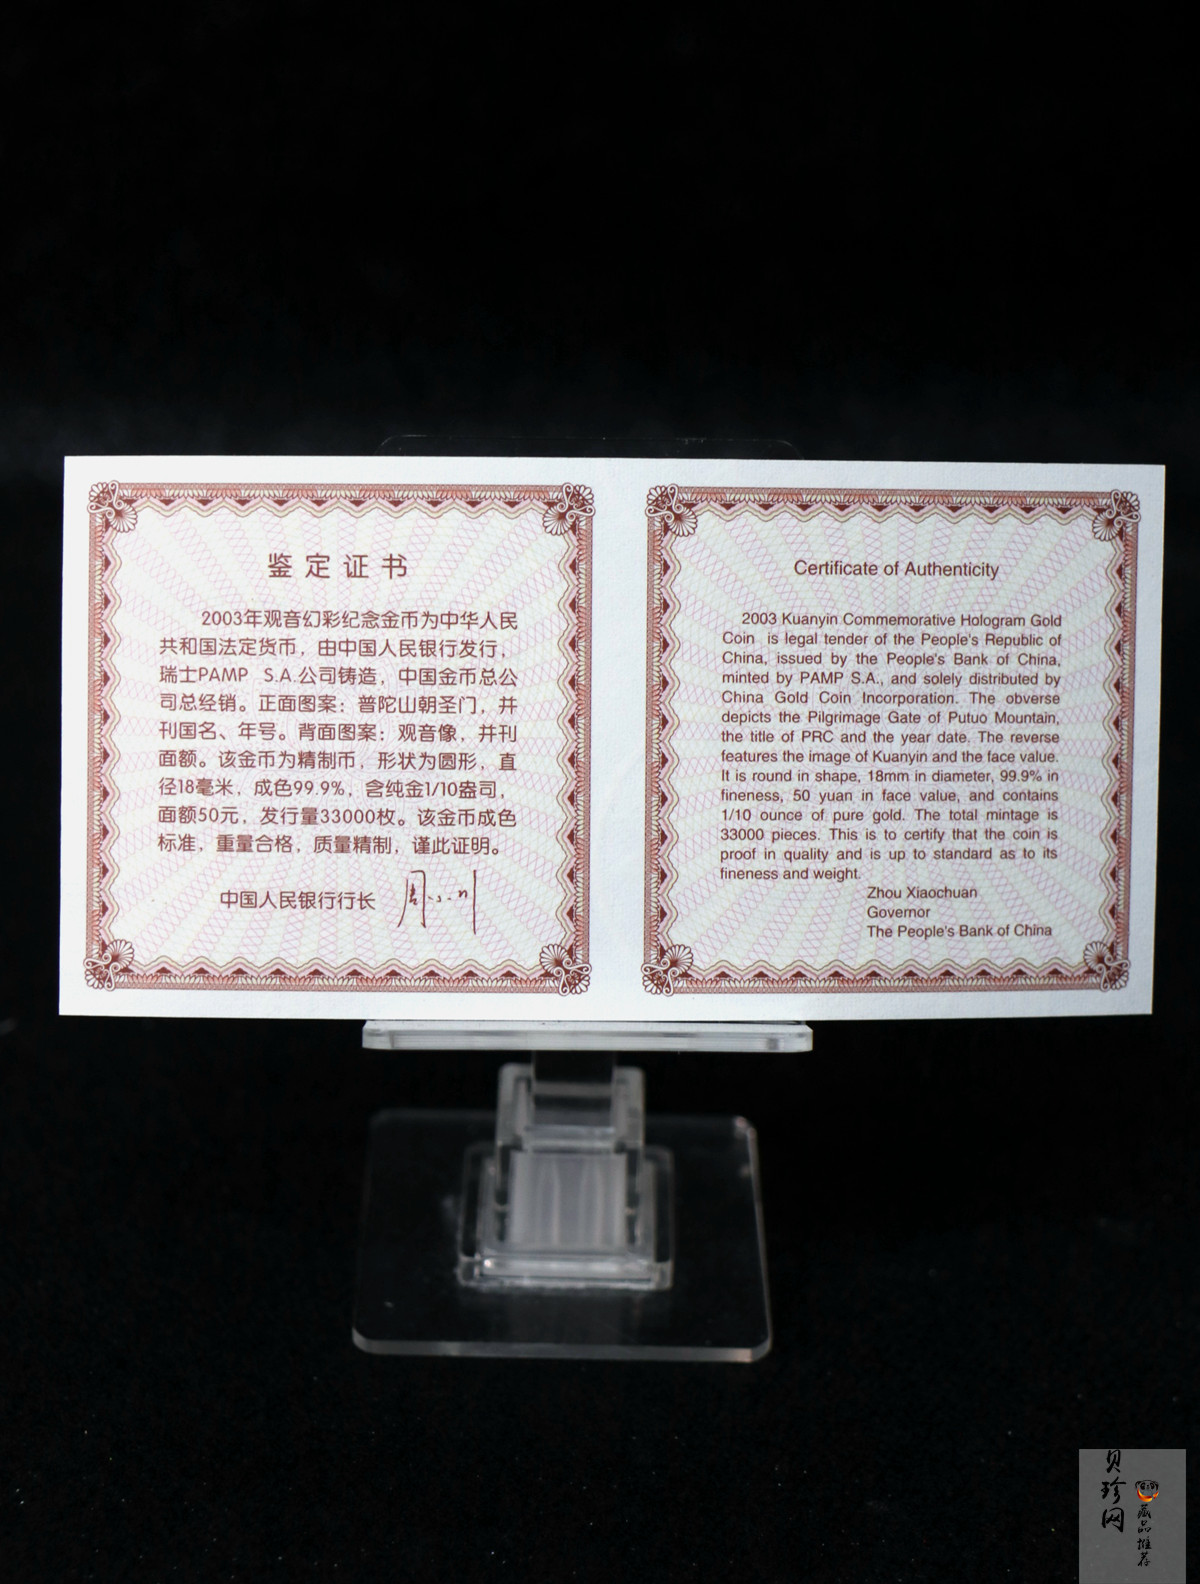 鉴定证书
2003年观音幻彩纪念金币为中华人民
共和国法定货币，由中国人民银行发行，
瑞士PAMP S.A.公司铸造，中国金币总公
司总经销。正面图案：普陀山朝圣门，并
刊国名、年号。背面图案：观音像，并刊
面额。该金币为精制币，形状为圆形，直
径18毫米，成色99.9%，含纯金1/10盎司，
面额50元，发行量33000枚。该金币成色
标准，重量合格，质量精制，谨此证明。
中国人民银行行长 周小川
Certificate of Authenticity
2003 Kuanyin Commemorative Hologram Gold
Coin is legal tender of the People's Republic of
China, issued by the People's Bank of China,
minted by PAMP S.A., and solely distributed by
China Gold Coin Incorporation. The obverse
depicts the Pilgrimage Gate of Putuo Mountain,
the title of PRC and the year date. The reverse
features the image of Kuanyin and the face value.
It is round in shape, 18mm in diameter, 99.9% in
fineness, 50 yuan in face value, and contains
1/10 ounce of pure gold. The total mintage is
33000 pieces. This is to certify that the coin is
proof in quality and is up to standard as to its
fineness and weight.
Zhou Xiaochuan
Governor
The People's Bank of China
贝珍网
藏品推荐